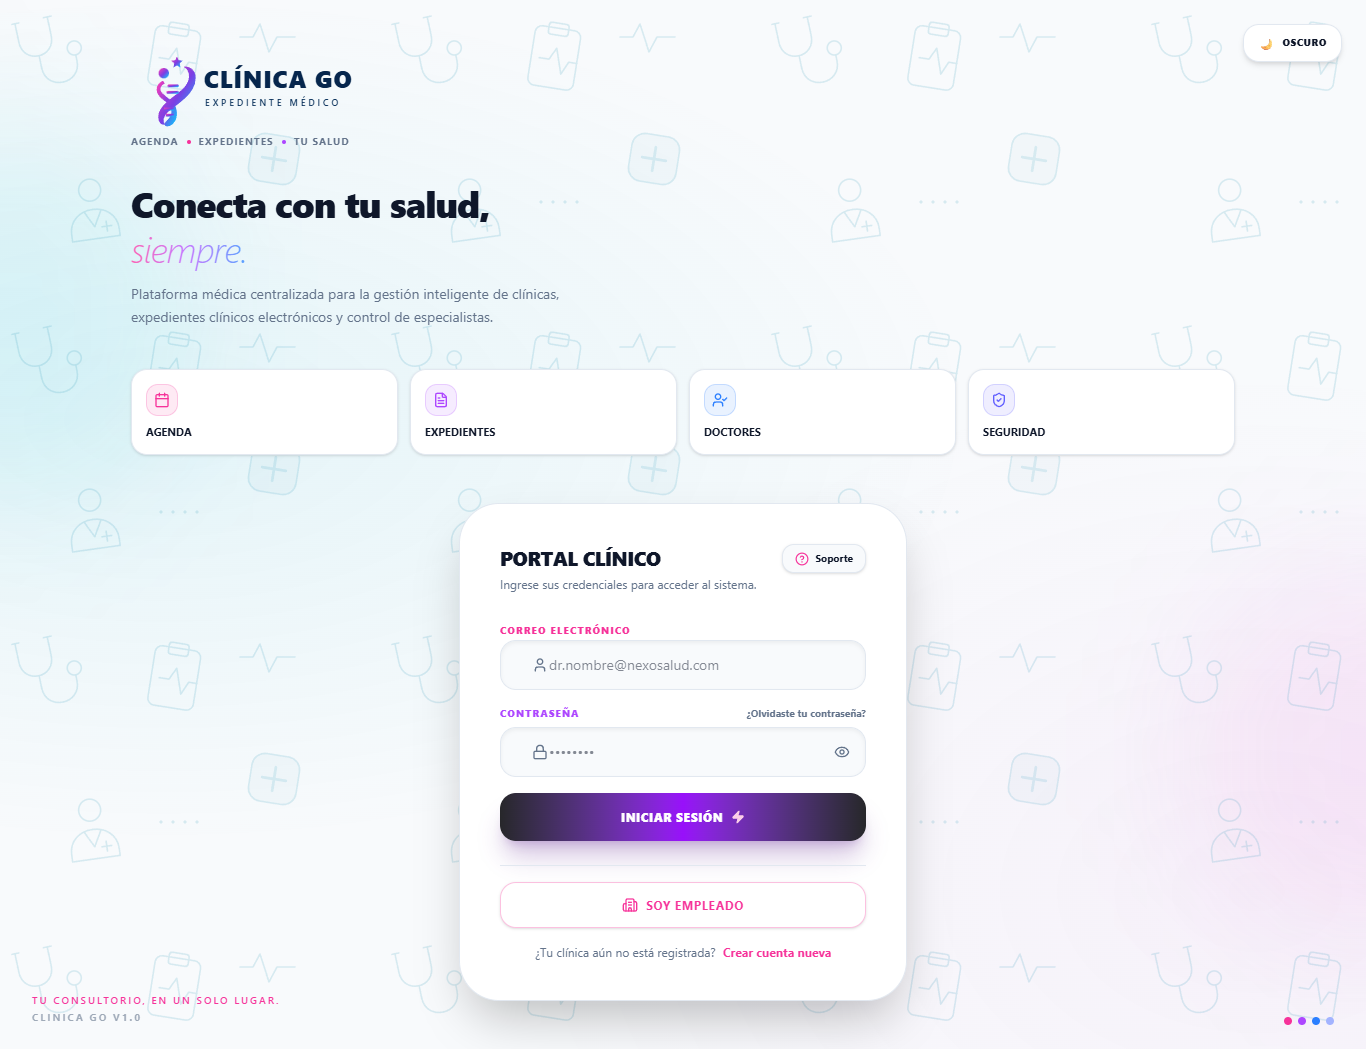 OSCURO
CLÍNICA GO
EXPEDIENTE MÉDICO
AGENDA • EXPEDIENTES • TU SALUD
Conecta con tu salud,
siempre.
Plataforma médica centralizada para la gestión inteligente de clínicas,
expedientes clínicos electrónicos y control de especialistas.
AGENDA
EXPEDIENTES
DOCTORES
SEGURIDAD
PORTAL CLÍNICO
Soporte
Ingrese sus credenciales para acceder al sistema.
CORREO ELECTRÓNICO
dr.nombre@nexosalud.com
CONTRASEÑA
¿Olvidaste tu contraseña?
••••••••
INICIAR SESIÓN
SOY EMPLEADO
¿Tu clínica aún no está registrada? Crear cuenta nueva
TU CONSULTORIO, EN UN SOLO LUGAR.
CLINICA GO V1.0